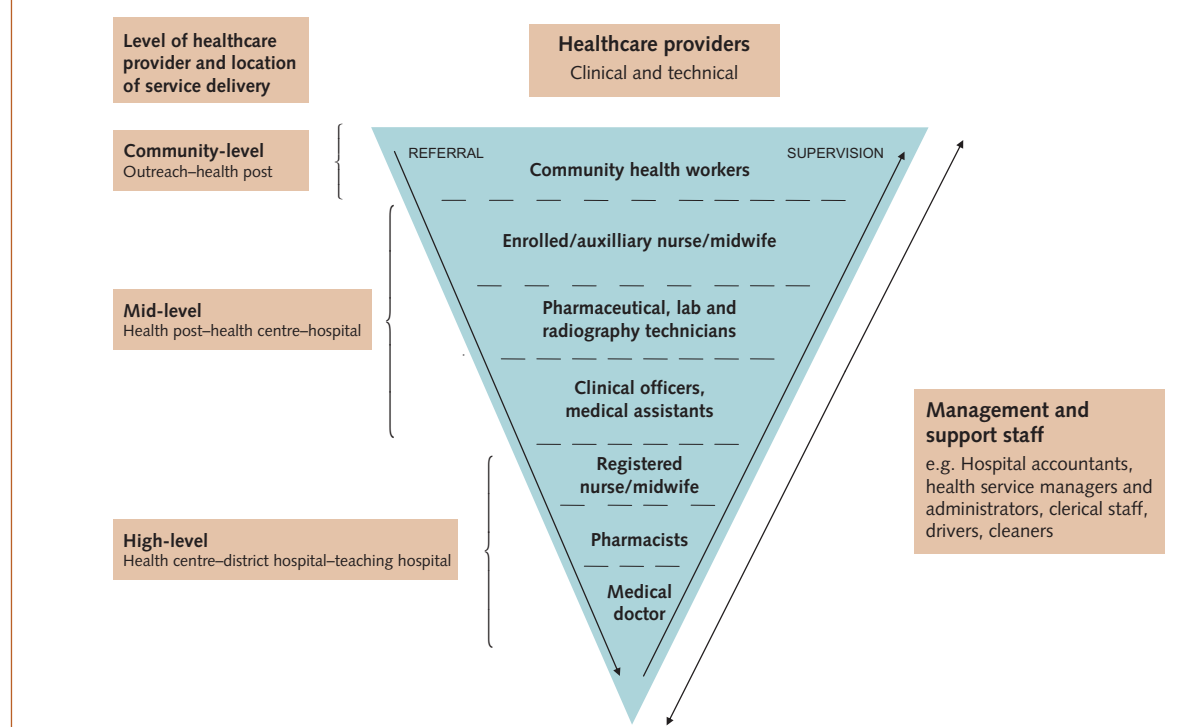 Level of healthcare
provider and location
of service delivery
Healthcare providers
Clinical and technical
Community-level
Outreach–health post
REFERRAL
SUPERVISION
Community health workers
Enrolled/auxilliary nurse/midwife
Mid-level
Health post–health centre–hospital
Pharmaceutical, lab and
radiography technicians
Clinical officers,
medical assistants
Management and
support staff
e.g. Hospital accountants,
health service managers and
administrators, clerical staff,
drivers, cleaners
Registered
nurse/midwife
High-level
Health centre–district hospital–teaching hospital
Pharmacists
Medical
doctor